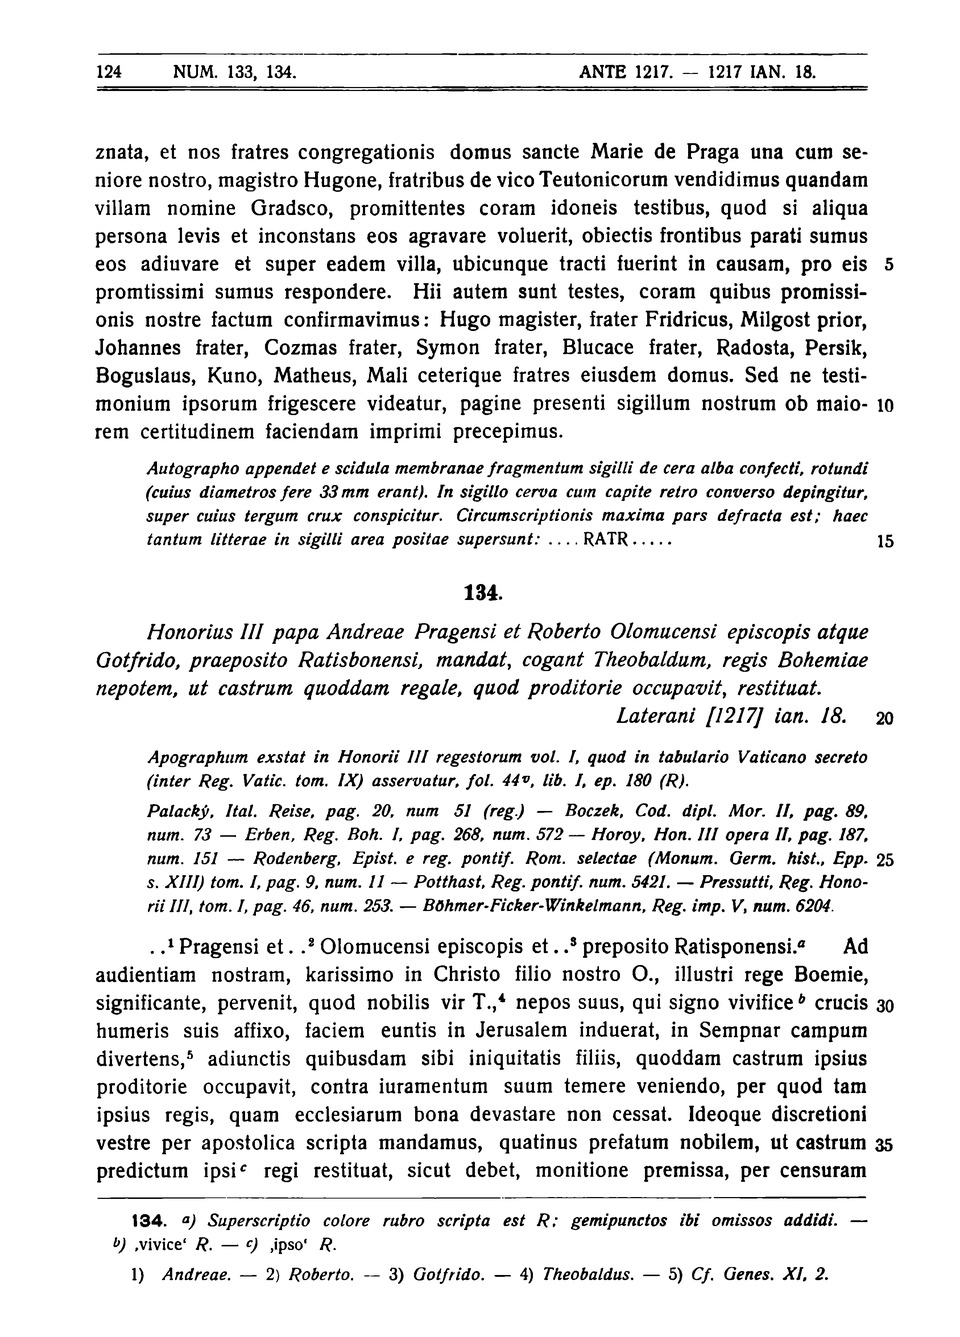 124 NUM. 133, 134. ANTE 1217. — 1217 IAN. 18.
znata, et nos fratres congregationis domus sancte Marie de Praga una cum se-
niore nostro, magistro Hugone, fratribus de vico Teutonicorum vendidimus quandam
villam nomine Gradsco, promittentes coram idoneis testibus, quod si aliqua
persona levis et inconstans eos agravare voluerit, obiectis frontibus parati sumus
eos adiuvare et super eadem villa, ubicunque tracti fuerint in causam, pro eis 5
promtissimi sumus respondere. Hii autem sunt testes, coram quibus promissi-
onis nostre factum confirmavimus: Hugo magister, frater Fridricus, Milgost prior,
Johannes frater, Cozmas frater, Symon frater, Blucace frater, Radosta, Persik,
Boguslaus, Kuno, Matheus, Mali ceterique fratres eiusdem domus. Sed ne testi-
monium ipsorum frigescere videatur, pagine presenti sigillum nostrum ob maio- 10
rem certitudinem faciendam imprimi precepimus.
Autographo appendet e scidula membranae fragmentum sigilli de cera alba confecti, rotundi
(cuius diametros fere 33 mm erant). In sigillo cerva cum capite retro converso depingitur,
super cuius tergum crux conspicitur. Circumscriptionis maxima pars defracta est; haec
tantum litterae in sigilli area positae supersunt: .... RATR..... 15
134.
Honorius III papa Andreae Pragensi et Roberto Olomucensi episcopis atque
Gotfrido, praeposito Ratisbonensi, mandat, cogant Theobaldum, regis Bohemiae
nepotem, ut castrum quoddam regale, quod proditorie occupavit, restituat.
Laterani [1217] ian. 18. 20
Apographum exstat in Honorii III regestorum vol. I, quod in tabulario Vaticano secreto
(inter Reg. Vatic. tom. IX) asservatur, fol. 44ᵛ, lib. I, ep. 180 (R).
Palacký, Ital. Reise, pag. 20, num 51 (reg.) — Boczek, Cod. dipl. Mor. II, pag. 89,
num. 73 — Erben, Reg. Boh. I, pag. 268, num. 572 — Horoy, Hon. III opera II, pag. 187,
num. 151 — Rodenberg, Epist. e reg. pontif. Rom. selectae (Monum. Germ. hist., Epp. 25
s. XIII) tom. I, pag. 9, num. 11 — Potthast, Reg. pontif. num. 5421. — Pressutti, Reg. Hono-
rii III, tom. I, pag. 46, num. 253. — Böhmer-Ficker-Winkelmann, Reg. imp. V, num. 6204.
..¹ Pragensi et..² Olomucensi episcopis et..³ preposito Ratisponensi.ᵃ Ad
audientiam nostram, karissimo in Christo filio nostro O., illustri rege Boemie,
significante, pervenit, quod nobilis vir T.,⁴ nepos suus, qui signo vivifice ᵇ crucis 30
humeris suis affixo, faciem euntis in Jerusalem induerat, in Sempnar campum
divertens,⁵ adiunctis quibusdam sibi iniquitatis filiis, quoddam castrum ipsius
proditorie occupavit, contra iuramentum suum temere veniendo, per quod tam
ipsius regis, quam ecclesiarum bona devastare non cessat. Ideoque discretioni
vestre per apostolica scripta mandamus, quatinus prefatum nobilem, ut castrum 35
predictum ipsi ᶜ regi restituat, sicut debet, monitione premissa, per censuram
134. a) Superscriptio colore rubro scripta est R; gemipunctos ibi omissos addidi. —
b) ‚vivice‘ R. — c) ‚ipso‘ R.
1) Andreae. — 2) Roberto. — 3) Gotfrido. — 4) Theobaldus. — 5) Cf. Genes. XI, 2.